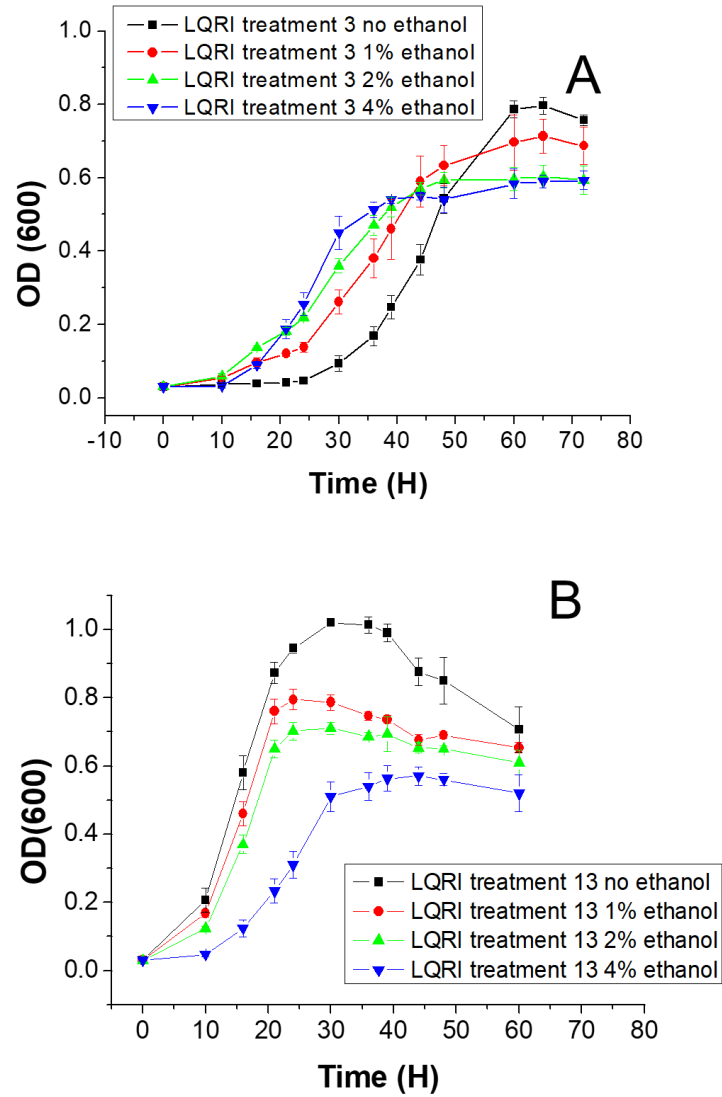 LQRI treatment 3 no ethanol
LQRI treatment 3 1% ethanol
LQRI treatment 3 2% ethanol
LQRI treatment 3 4% ethanol
A
1.0
0.8
0.6
0.4
0.2
0.0
OD (600)
-10 0 10 20 30 40 50 60 70 80
Time (H)
B
1.0
0.8
0.6
0.4
0.2
0.0
OD(600)
LQRI treatment 13 no ethanol
LQRI treatment 13 1% ethanol
LQRI treatment 13 2% ethanol
LQRI treatment 13 4% ethanol
0 10 20 30 40 50 60 70 80
Time (H)